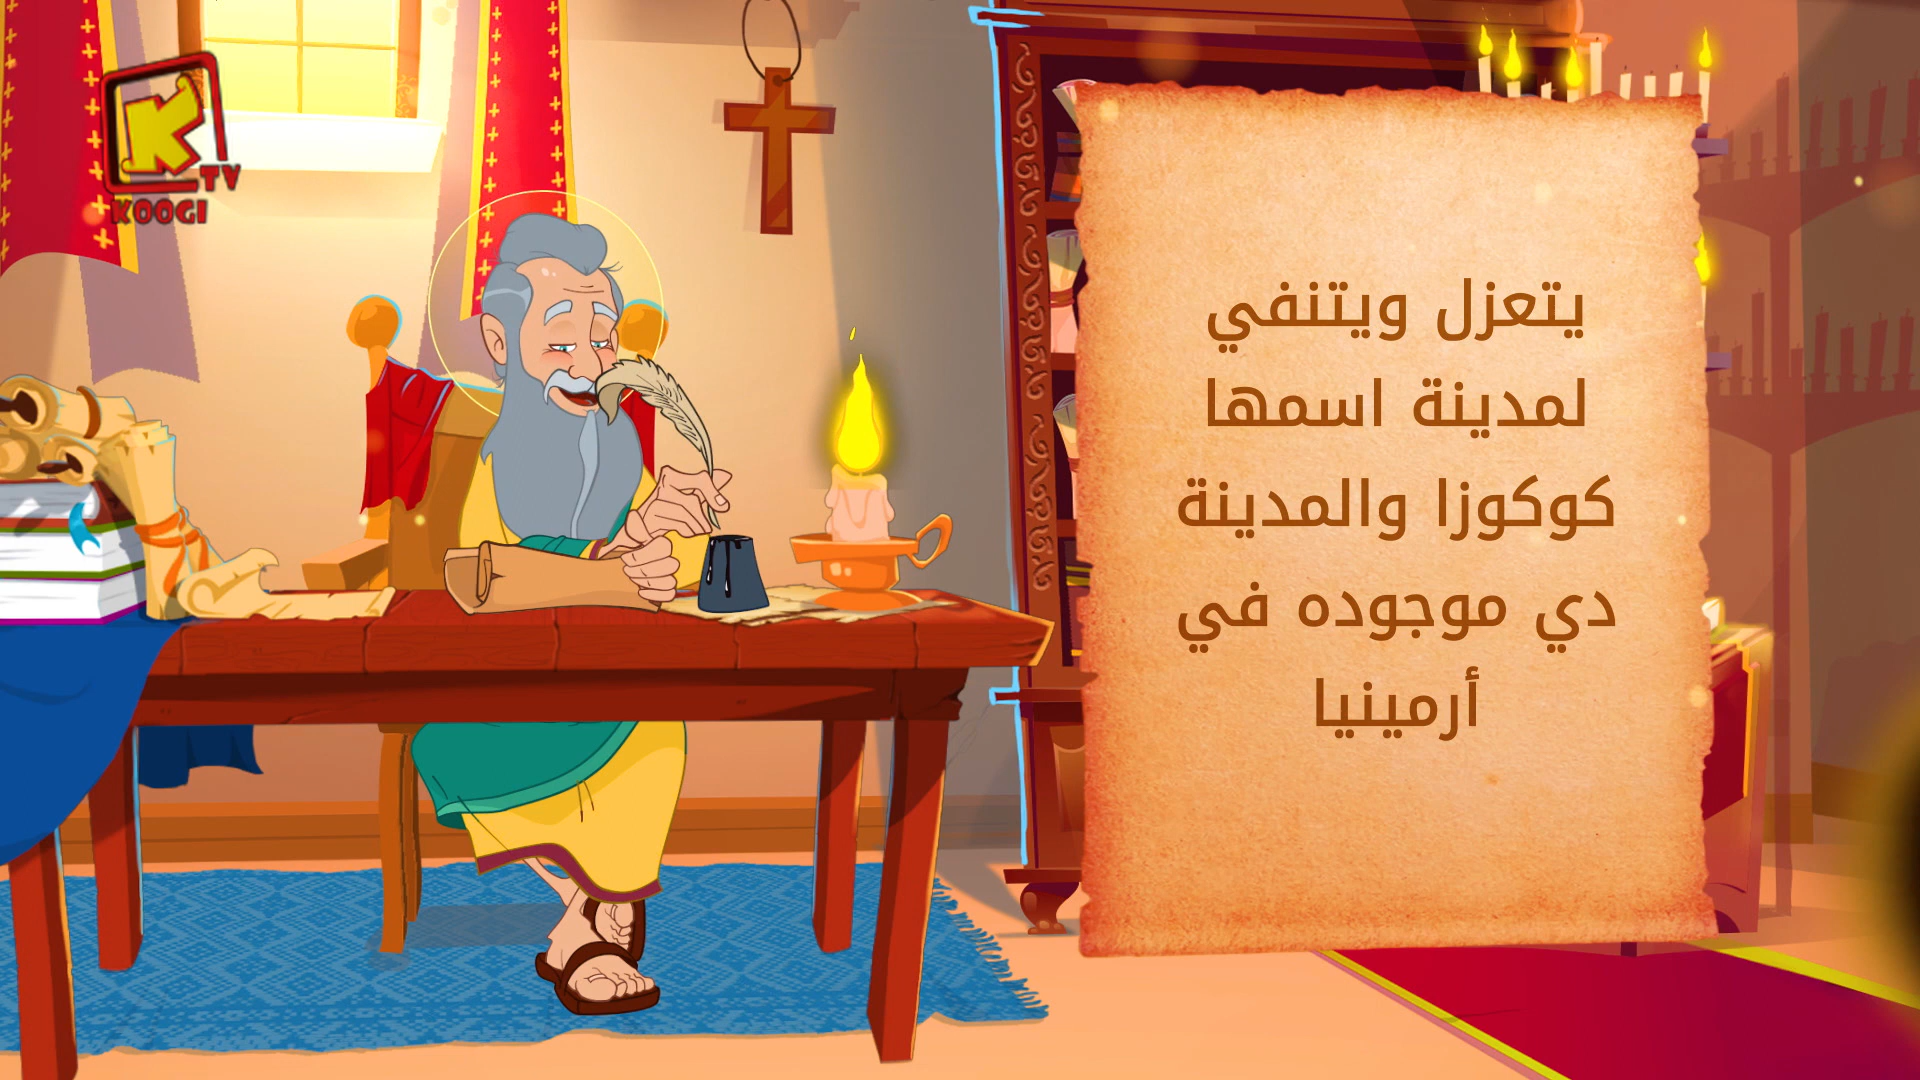 K
TV
KOOGI
يتعزل ويتنفي
لمدينة اسمها
كوكوزا والمدينة
دي موجوده في
أرمينيا